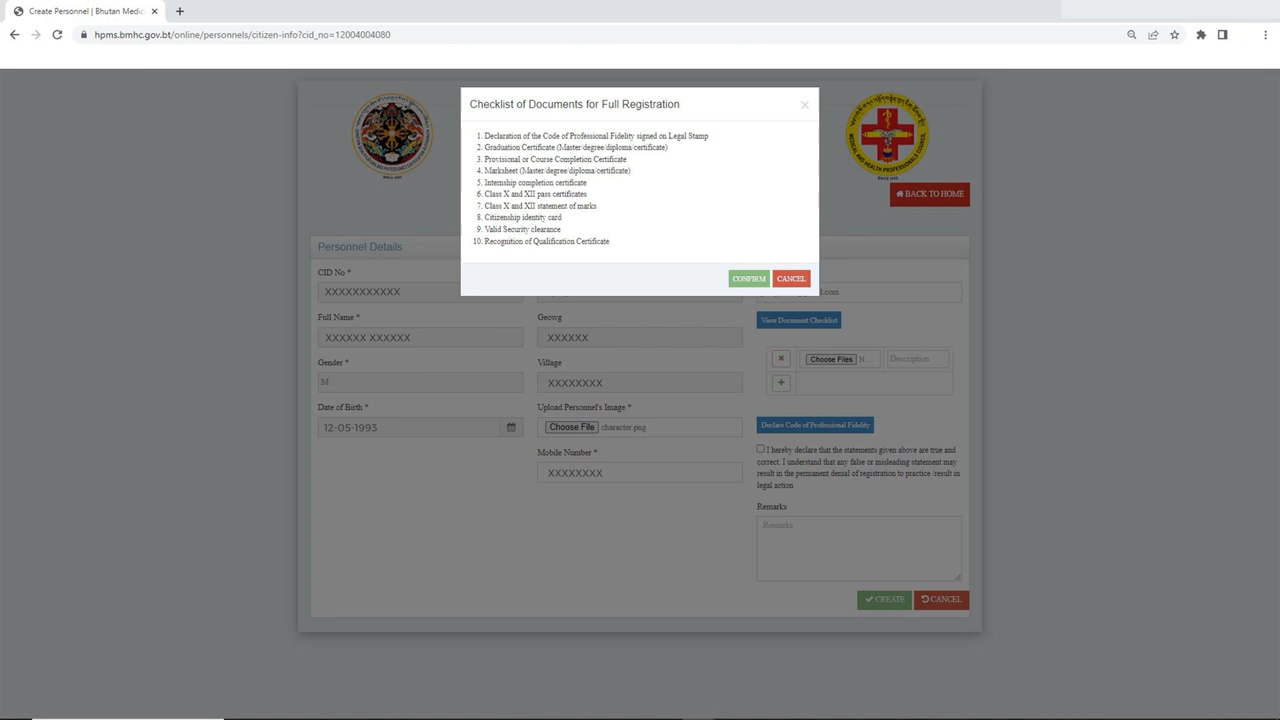 Create Personnel | Bhutan Medic
hpms.bmhc.gov.bt/online/personnels/citizen-info?cid_no=12004004080
Checklist of Documents for Full Registration
1. Declaration of the Code of Professional Fidelity signed on Legal Stamp
2. Graduation Certificate (Master/degree/diploma/certificate)
3. Provisional or Course Completion Certificate
4. Marksheet (Master/degree/diploma/certificate)
5. Internship completion certificate
6. Class X and XII pass certificates
7. Class X and XII statement of marks
8. Citizenship identity card
9. Valid Security clearance
10. Recognition of Qualification Certificate
CONFIRM CANCEL
BACK TO HOME
Personnel Details
CID No *
XXXXXXXXXXX
Full Name *
XXXXXX XXXXXX
Gender *
M
Date of Birth *
12-05-1993
Geowg
XXXXXX
Village
XXXXXXXX
Upload Personnel's Image *
Choose File character.png
Mobile Number *
XXXXXXXX
l.com
View Document Checklist
Choose Files N... Description
Declare Code of Professional Fidelity
I hereby declare that the statements given above are true and
correct. I understand that any false or misleading statement may
result in the permanent denial of registration to practice /result in
legal action
Remarks
Remarks
CREATE CANCEL